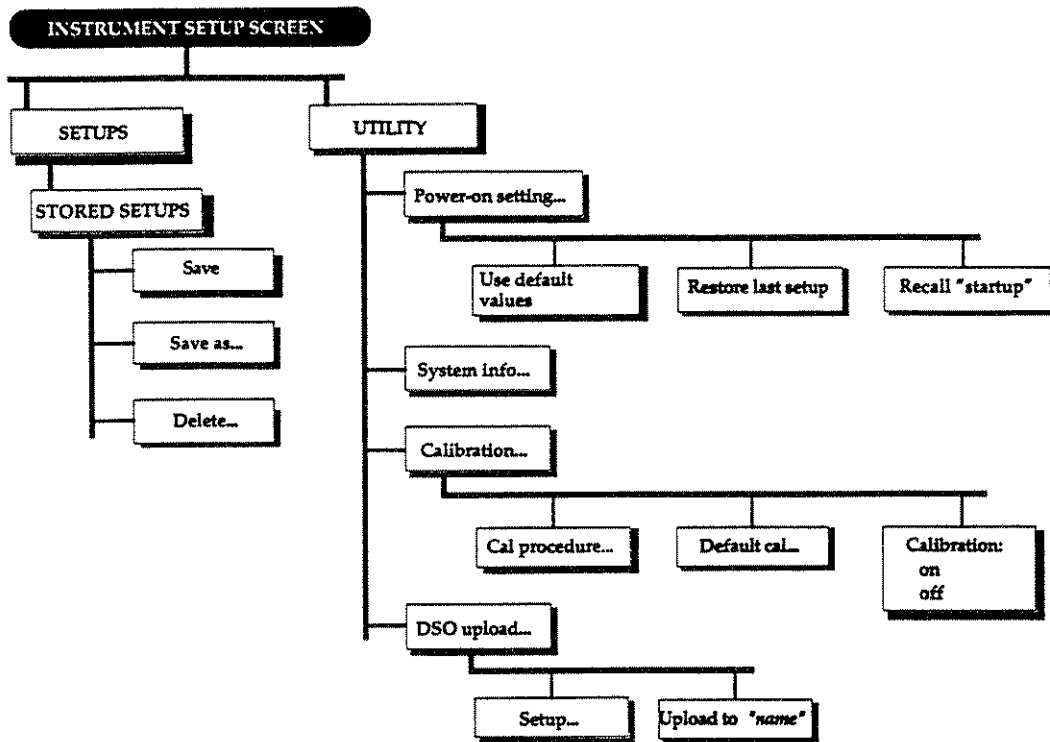 INSTRUMENT SETUP SCREEN
SETUPS
UTILITY
STORED SETUPS
Save
Save as...
Delete...
Power-on setting...
Use default
values
Restore last setup
Recall "startup"
System info...
Calibration...
Cal procedure...
Default cal...
Calibration:
on
off
DSO upload...
Setup...
Upload to "name"